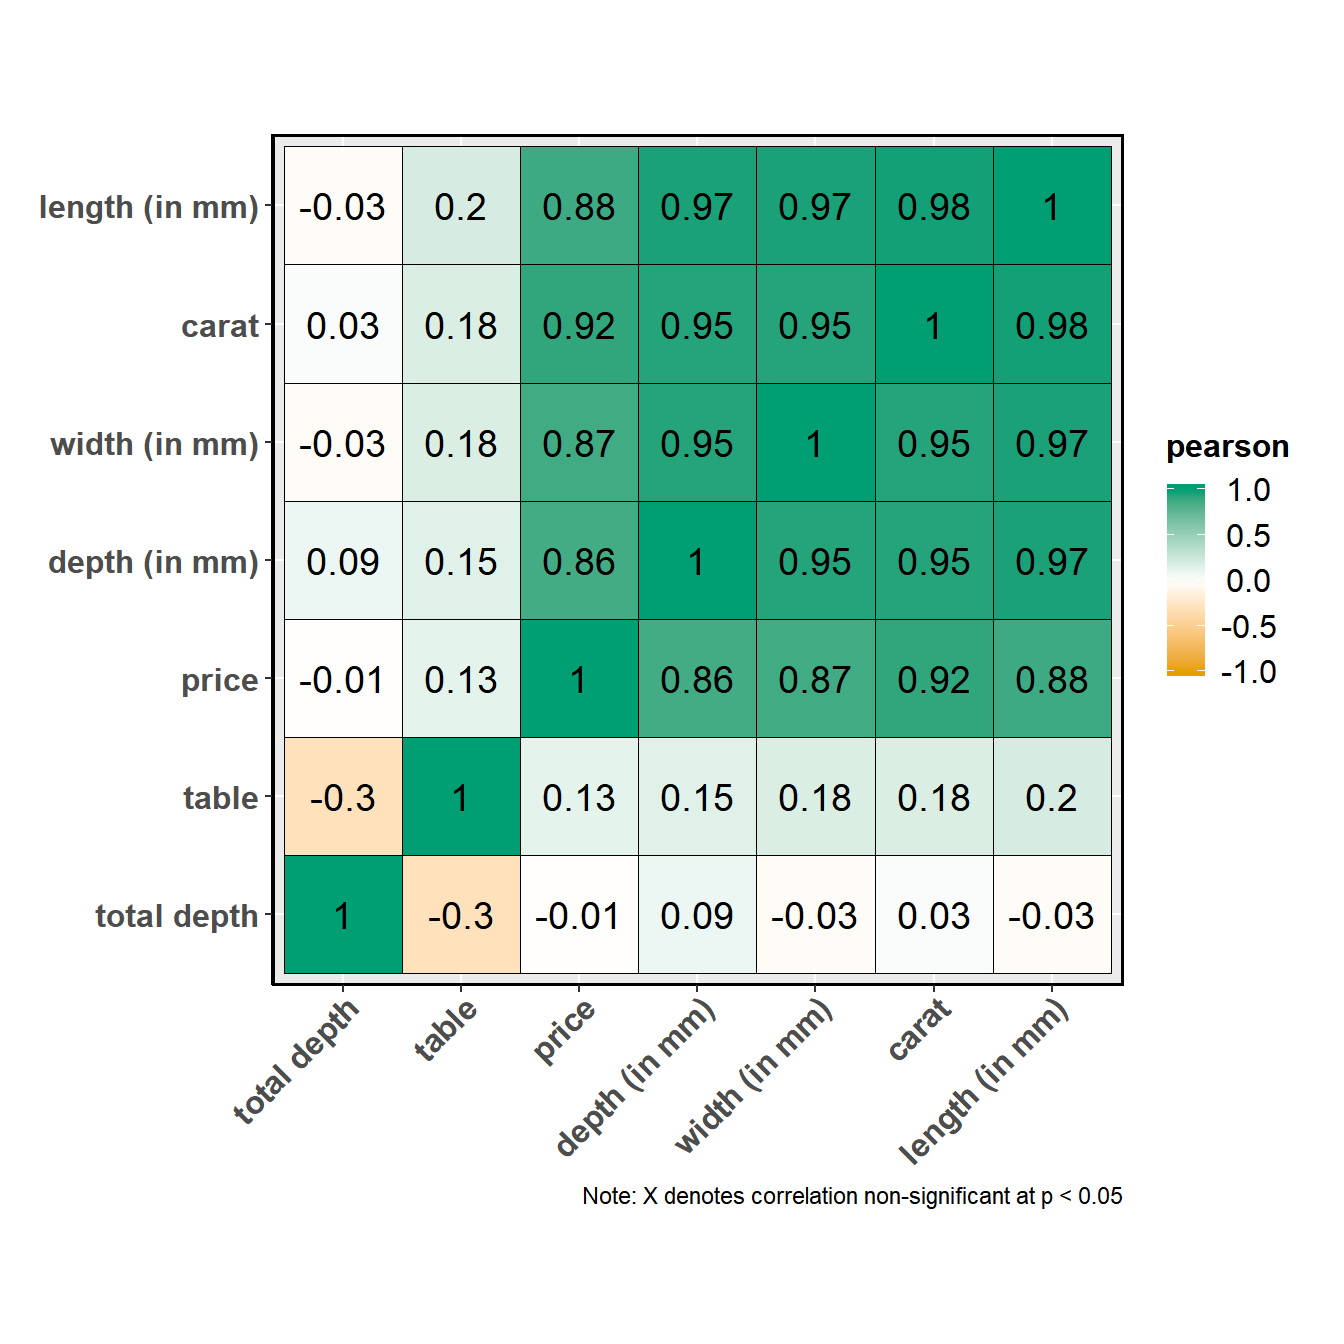 length (in mm) -0.03 0.2 0.88 0.97 0.97 0.98 1
carat 0.03 0.18 0.92 0.95 0.95 1 0.98
width (in mm) -0.03 0.18 0.87 0.95 1 0.95 0.97
depth (in mm) 0.09 0.15 0.86 1 0.95 0.95 0.97
price -0.01 0.13 1 0.86 0.87 0.92 0.88
table -0.3 1 0.13 0.15 0.18 0.18 0.2
total depth 1 -0.3 -0.01 0.09 -0.03 0.03 -0.03
total depth table price depth (in mm) width (in mm) carat length (in mm)
pearson
1.0
0.5
0.0
-0.5
-1.0
Note: X denotes correlation non-significant at p < 0.05